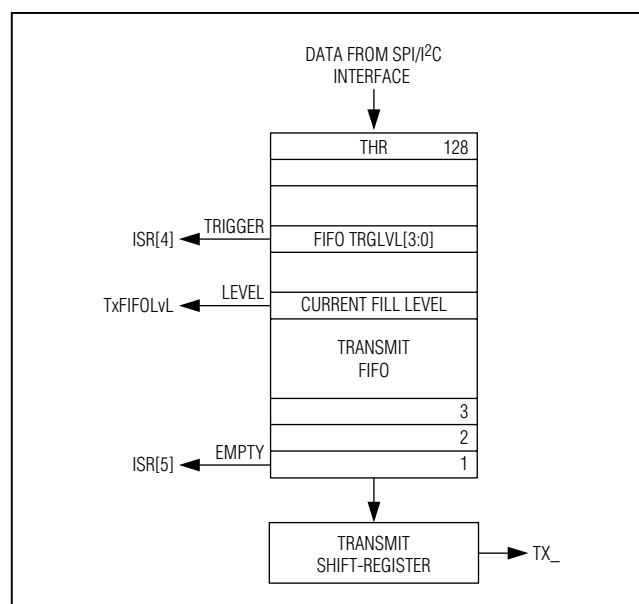 DATA FROM SPI/I2C
INTERFACE
THR 128
TRIGGER
ISR[4]
FIFO TRGLVL[3:0]
LEVEL
TxFIFOLvL
CURRENT FILL LEVEL
TRANSMIT
FIFO
3
2
EMPTY
ISR[5]
1
TRANSMIT
SHIFT-REGISTER
TX_